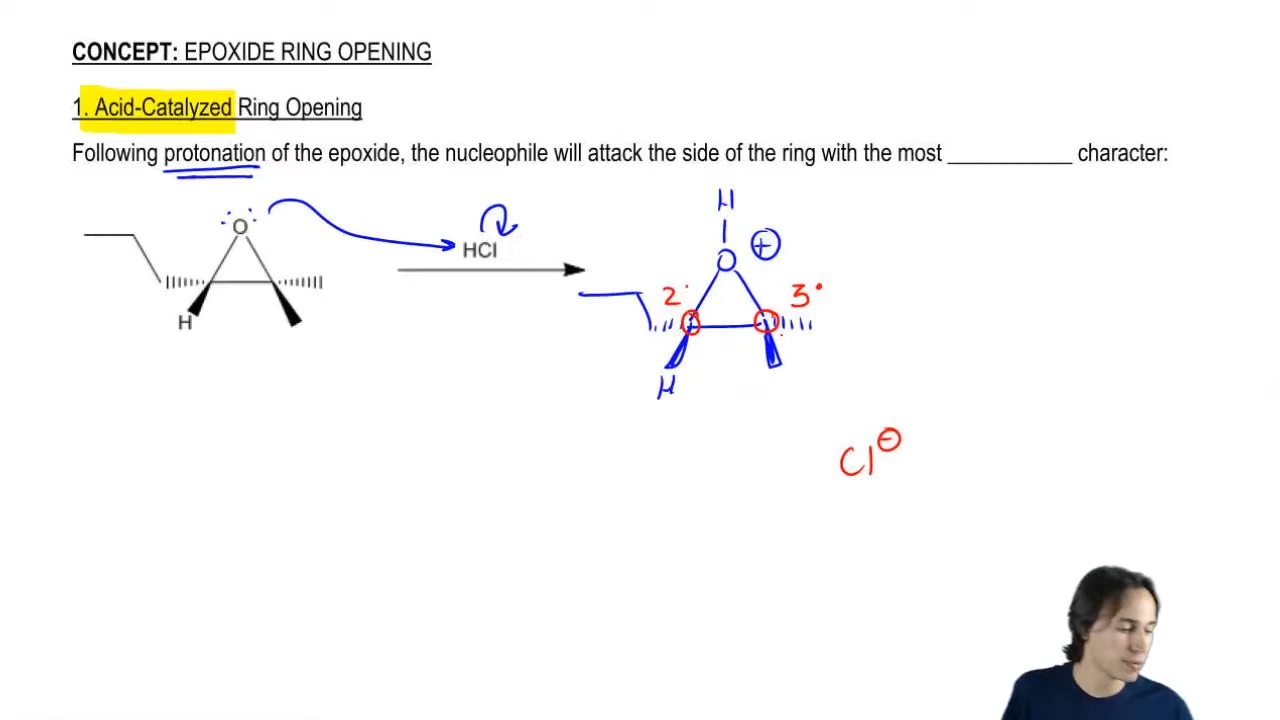 CONCEPT: EPOXIDE RING OPENING
1. Acid-Catalyzed Ring Opening
Following protonation of the epoxide, the nucleophile will attack the side of the ring with the most ___________ character:
H
O
O +
HCl
2° 3°
H
H
Cl⊖